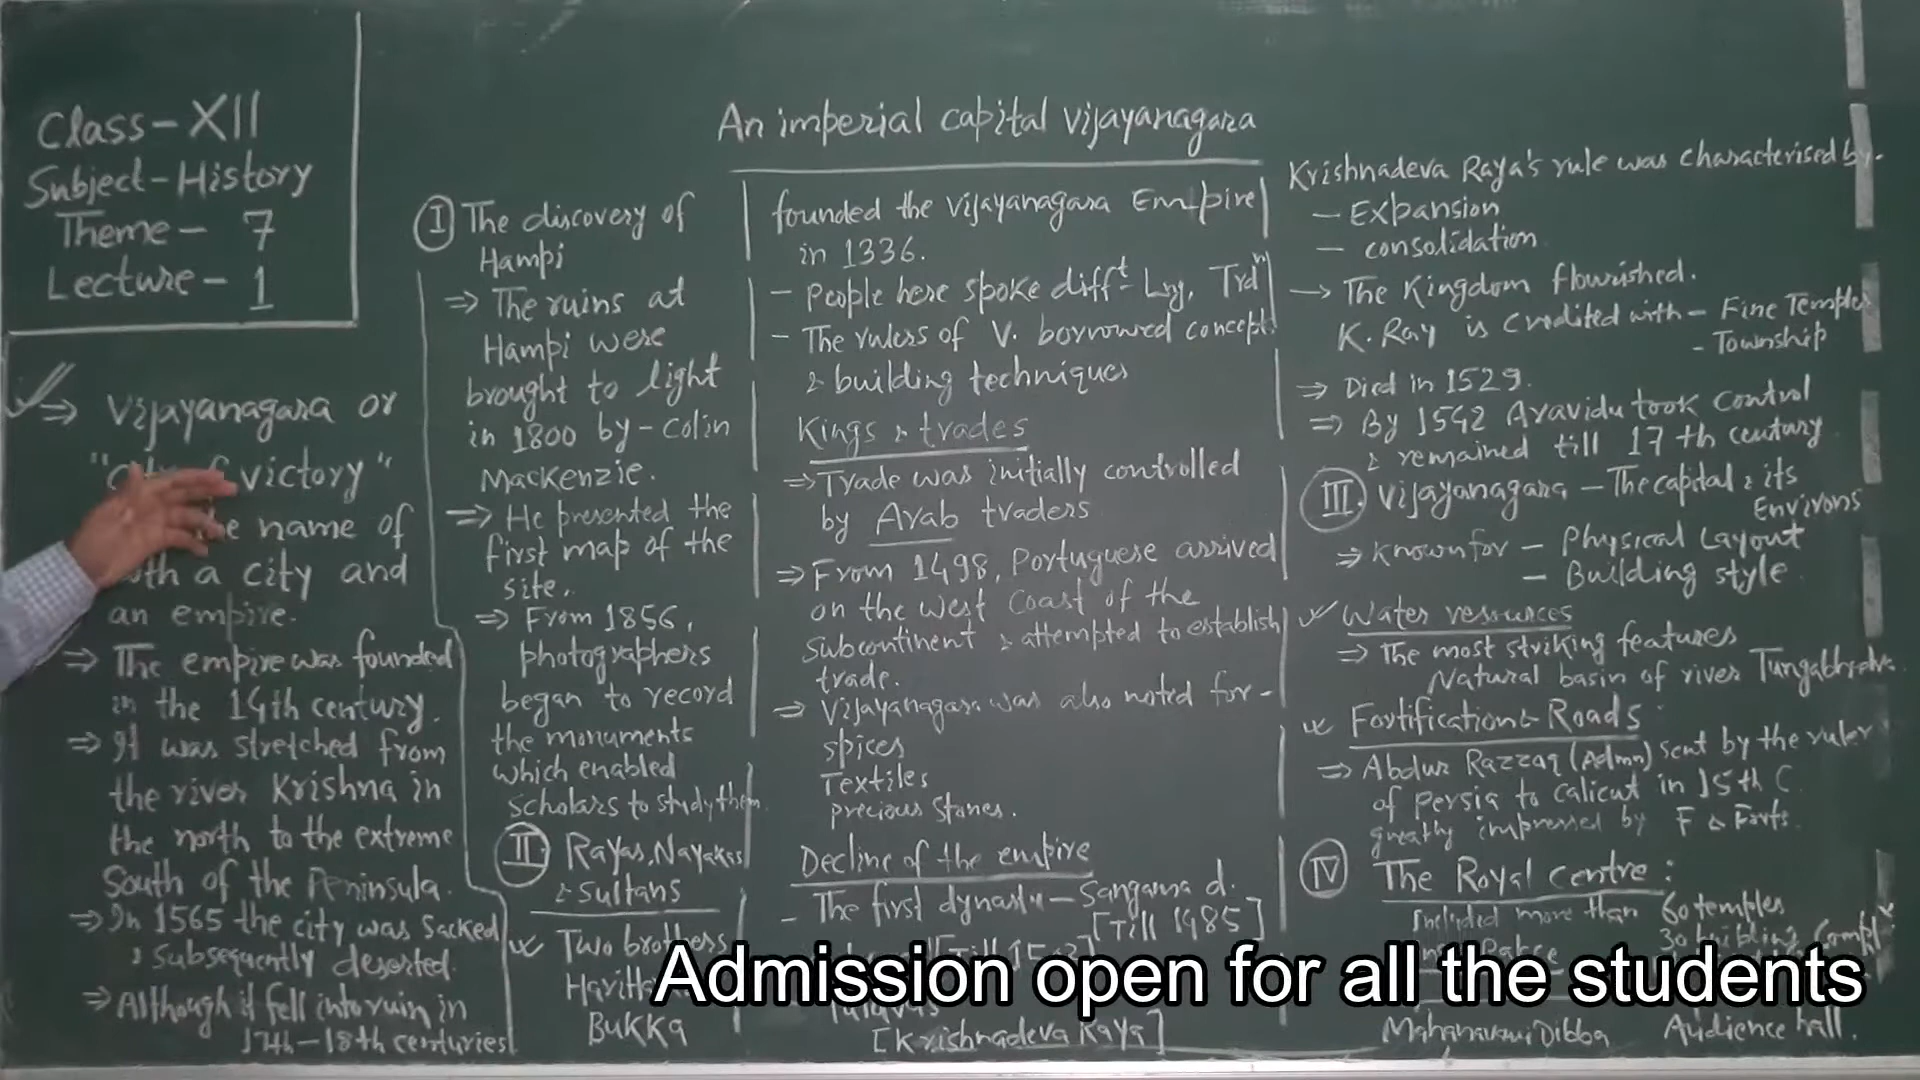 Class-XII
Subject-History
Theme- 7
Lecture- 1
An imperial capital vijayanagara
⇒ Vijayanagara or
victory"
name of
a city and
an empire.
⇒ The empire was founded
in the 14th century.
⇒ It was stretched from
the river Krishna in
the north to the extreme
South of the Peninsula.
⇒ In 1565 the city was sacked
& Subsequently deserted.
⇒ Although it fell into ruin in
17th-18th centuries
I The discovery of
Hampi
⇒ The ruins at
Hampi were
brought to light
in 1800 by - colin
Mackenzie.
⇒ He presented the
first map of the
site.
⇒ From 1856,
photographers
began to record
the monuments
which enabled
scholars to study them.
II Rayas, Nayakas
& Sultans
Two brothers
BUKKa
founded the vijayanagara Empire
in 1336.
- People here spoke diff^t Lng, Trd^n
- The rulers of V. borrowed concept
& building techniques
Kings & trades
⇒ Trade was initially controlled
by Arab traders
⇒ From 1498, Portuguese arrived
on the west coast of the
Subcontinent & attempted to establish
trade.
⇒ Vijayanagara was also noted for -
spices
Textiles
precious stones.
Decline of the empire
- The first dynasty - Sangama d.
[Till 1485]
[Krishnadeva Raya]
Krishnadeva Raya's rule was characterised by-
- Expansion
- consolidation
→ The Kingdom flourished.
K. Ray is Credited with - Fine Temples
- Township
⇒ Died in 1529.
⇒ By 1542 Aravidu took control
& remained till 17th century
III Vijayanagara - The capital & its
Environs
⇒ Known for - Physical Layout
- Building style
Water resources
⇒ The most striking features
Natural basin of river
Fortifications & Roads
⇒ Abdur Razzaq (Admn) sent by the ruler
of Persia to calicut in 15th C.
greatly impressed by F Forts.
IV The Royal centre:
Included more than 60 temples
30 building Compl
Mahanavami Dibba Audience hall.
Admission open for all the students